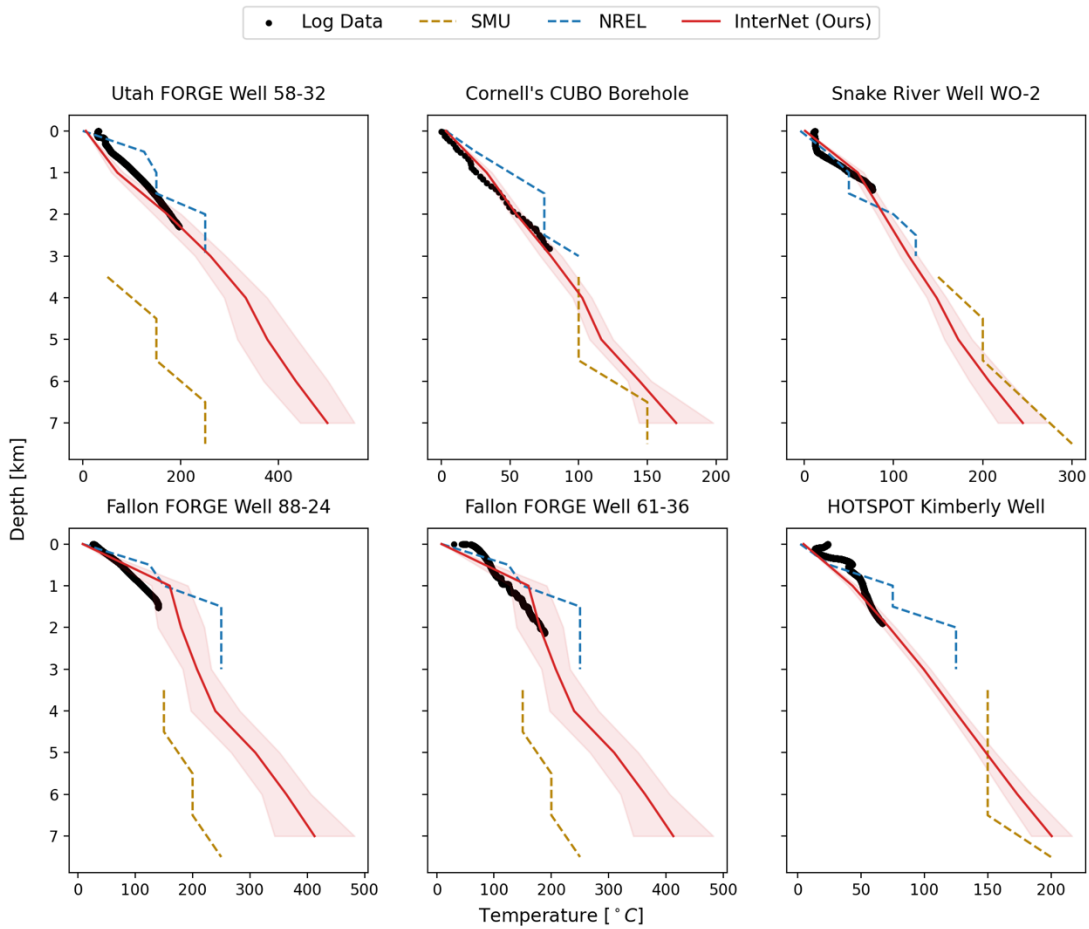 Log Data SMU NREL InterNet (Ours)
Utah FORGE Well 58-32
Cornell's CUBO Borehole
Snake River Well WO-2
0
1
2
3
4
5
6
7
0 200 400
0 50 100 150 200
0 100 200 300
Depth [km]
Fallon FORGE Well 88-24
Fallon FORGE Well 61-36
HOTSPOT Kimberly Well
0
1
2
3
4
5
6
7
0 100 200 300 400 500
0 100 200 300 400 500
0 50 100 150 200
Temperature [°C]